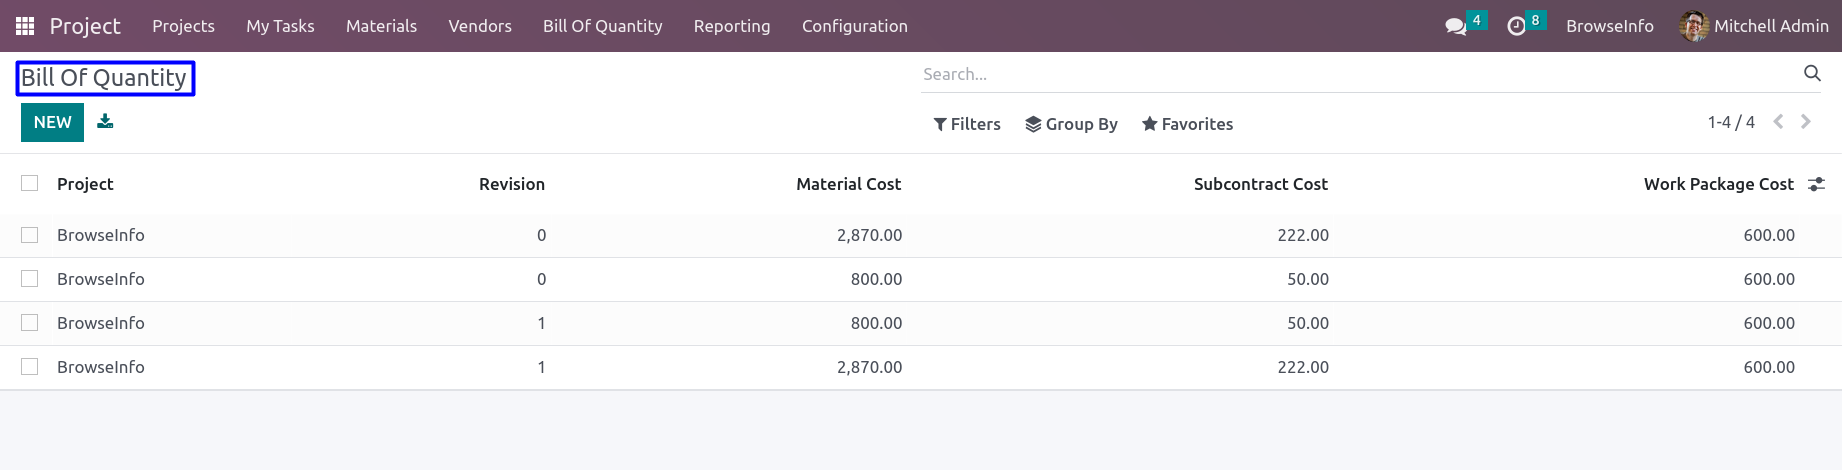 Project Projects My Tasks Materials Vendors Bill Of Quantity Reporting Configuration 4 8 BrowseInfo Mitchell Admin
Bill Of Quantity Search...
NEW Filters Group By Favorites 1-4 / 4
Project Revision Material Cost Subcontract Cost Work Package Cost
BrowseInfo 0 2,870.00 222.00 600.00
BrowseInfo 0 800.00 50.00 600.00
BrowseInfo 1 800.00 50.00 600.00
BrowseInfo 1 2,870.00 222.00 600.00